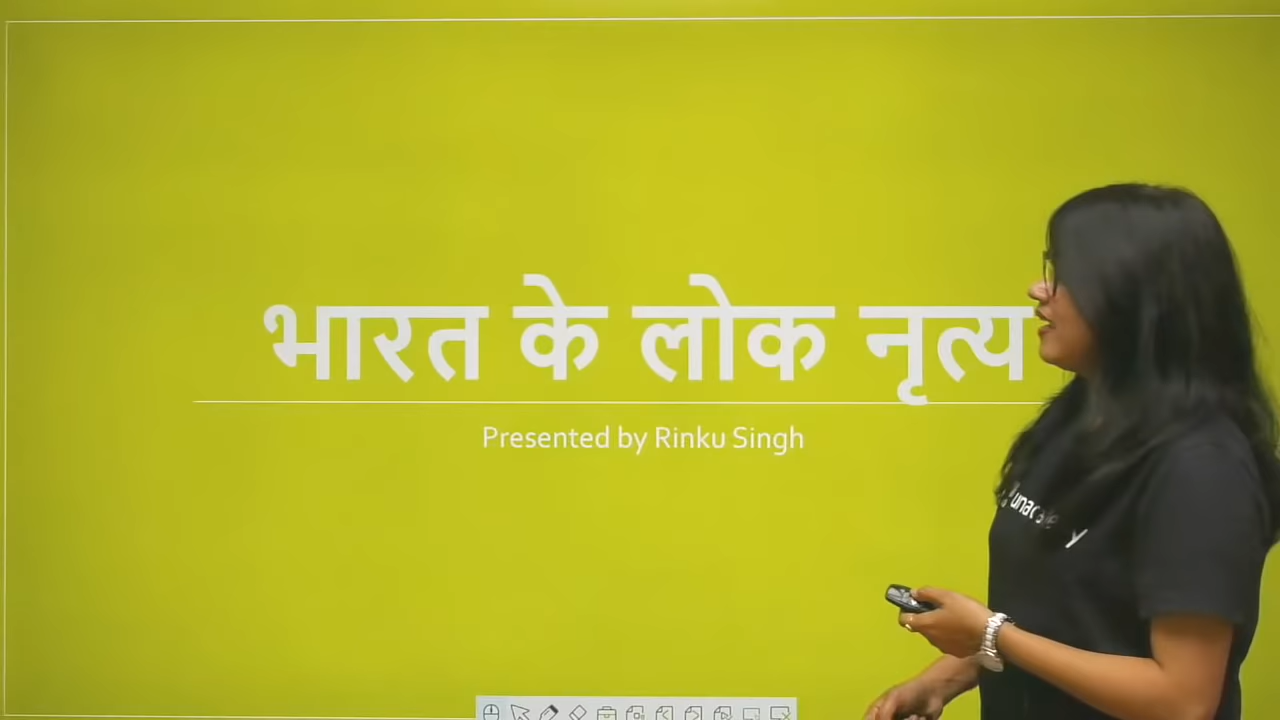 भारत के लोक नृत्य
Presented by Rinku Singh